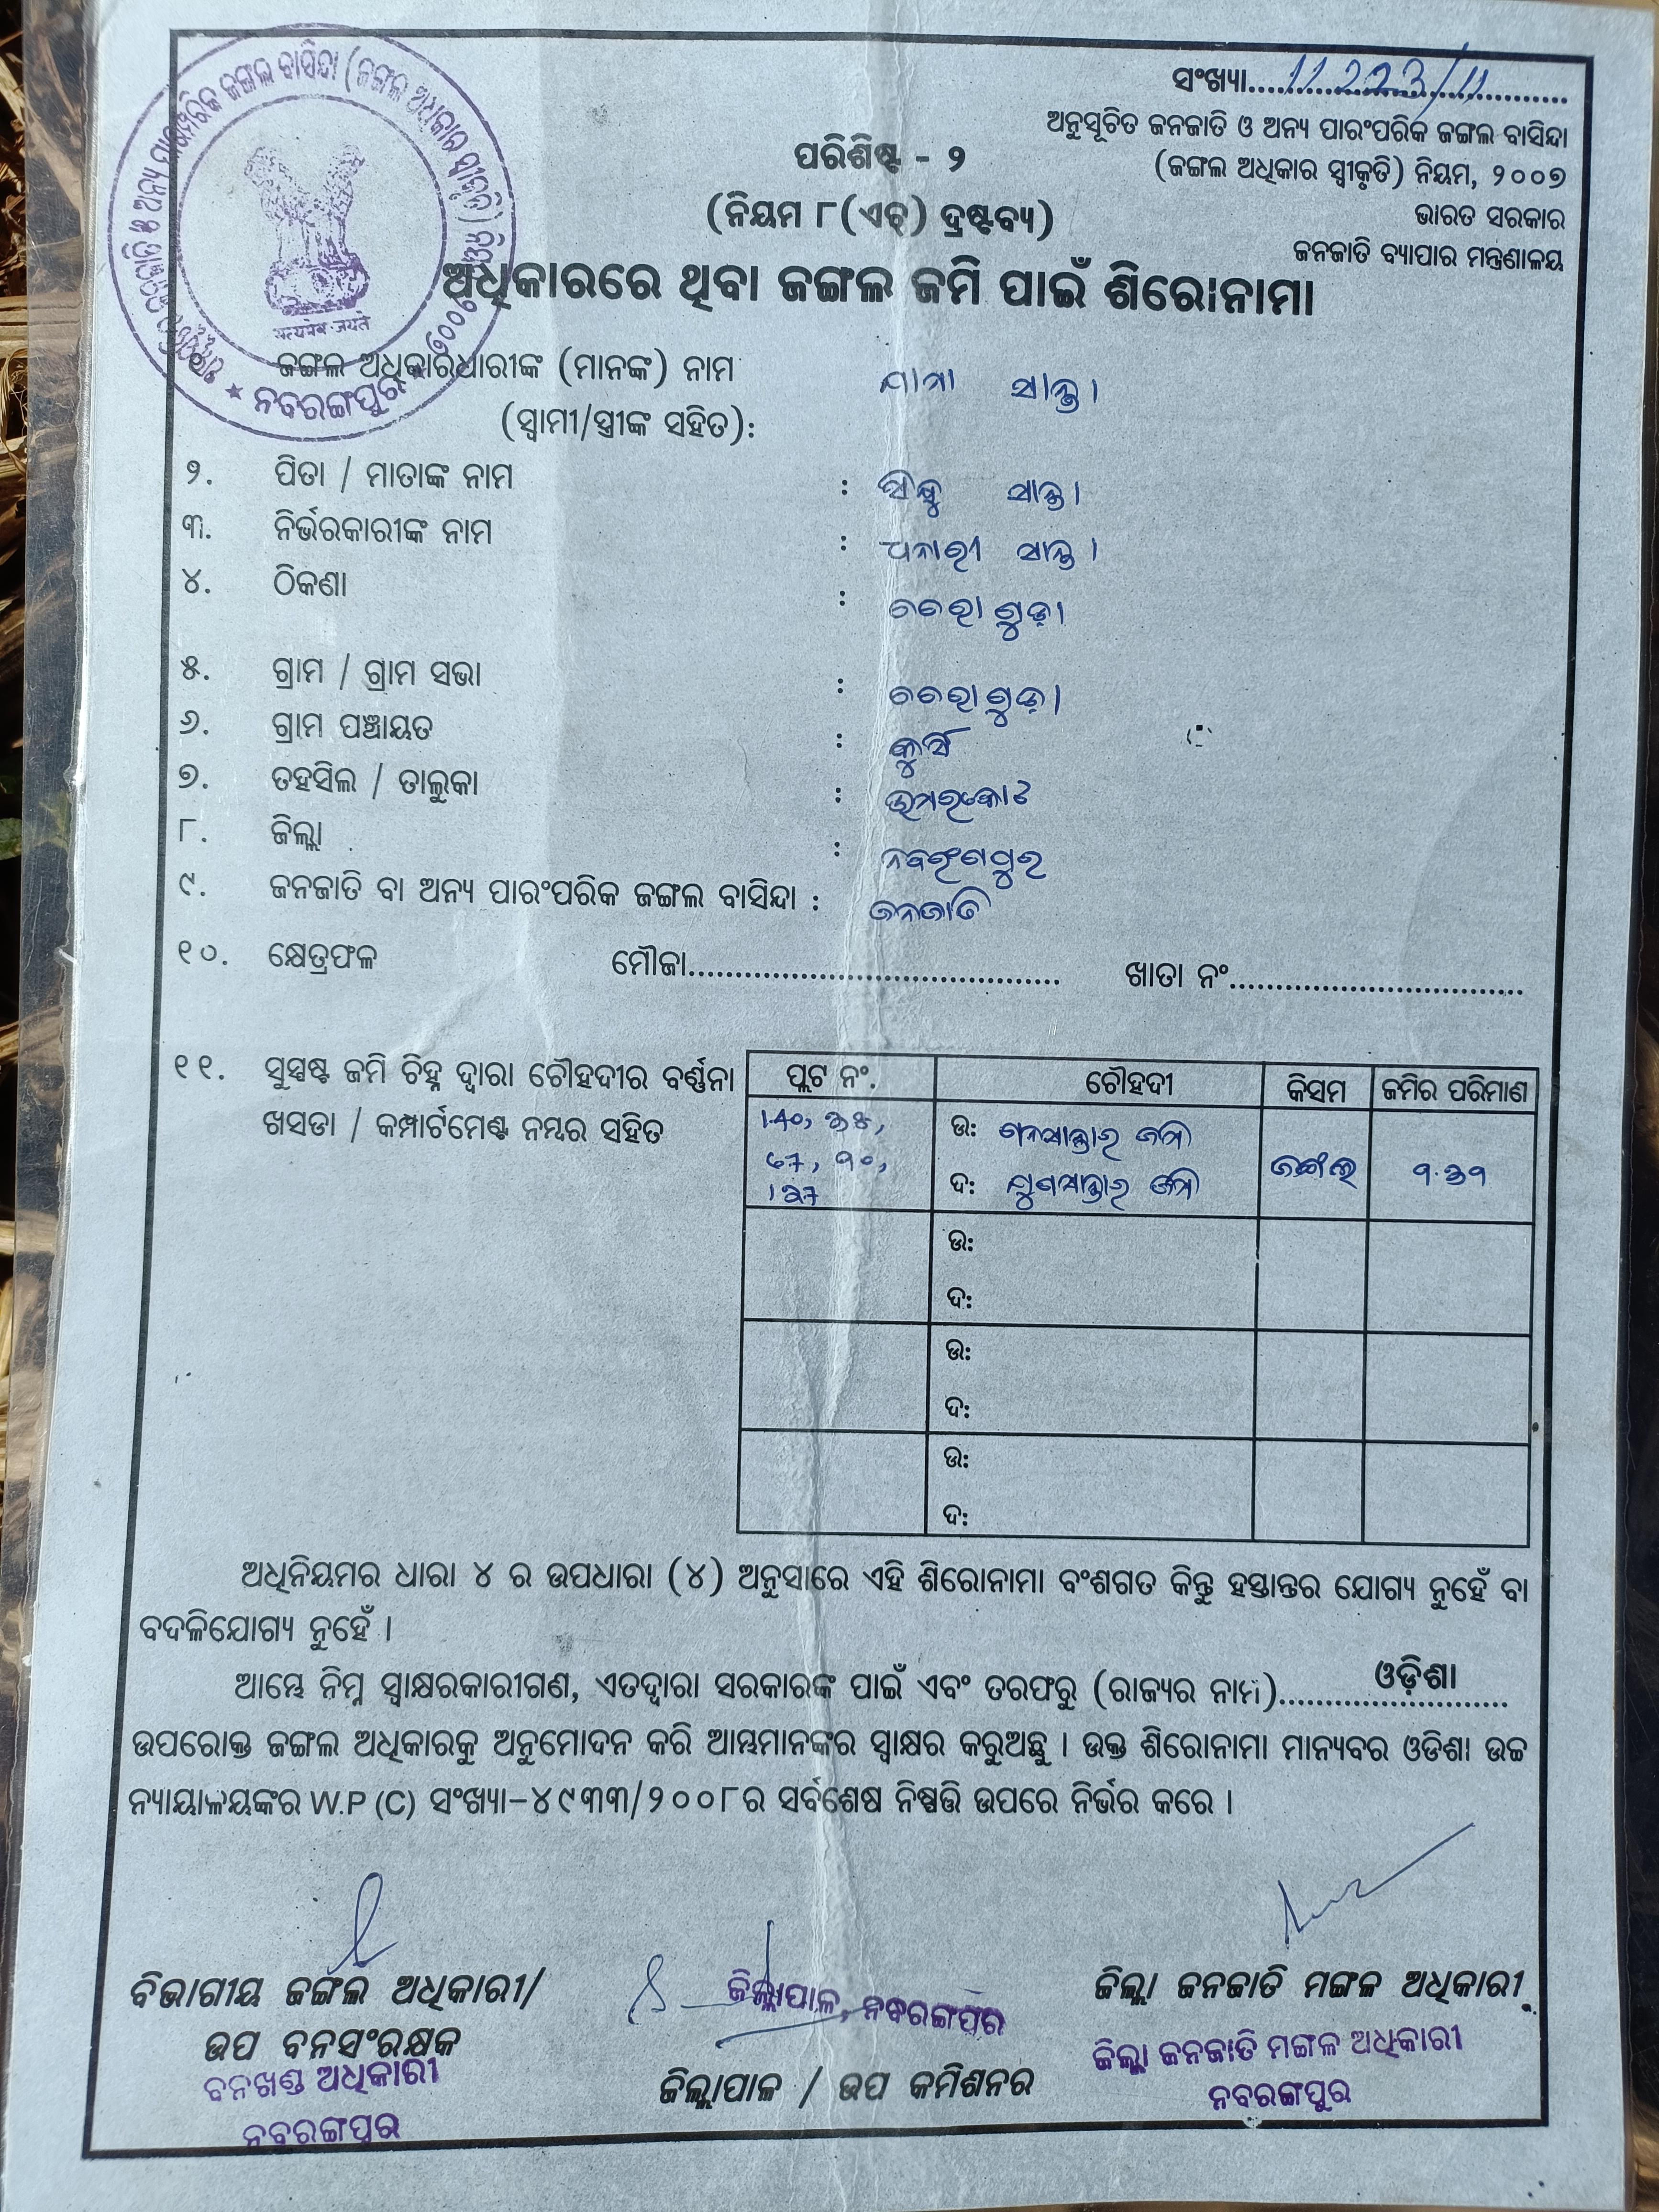 ସଂଖ୍ୟା....11223/11....
ଅନୁସୂଚିତ ଜନଜାତି ଓ ଅନ୍ୟ ପାରଂପରିକ ଜଙ୍ଗଲ ବାସିନ୍ଦା
(ଜଙ୍ଗଲ ଅଧିକାର ସ୍ୱୀକୃତି) ନିୟମ, ୨୦୦୭
ଭାରତ ସରକାର
ଜନଜାତି ବ୍ୟାପାର ମନ୍ତ୍ରଣାଳୟ
ପରିଶିଷ୍ଟ - ୨
(ନିୟମ ୮(ଏଚ୍) ଦ୍ରଷ୍ଟବ୍ୟ)
ଅଧିକାରରେ ଥିବା ଜଙ୍ଗଲ ଜମି ପାଇଁ ଶିରୋନାମା
सत्यमेव जयते
ନବରଙ୍ଗପୁର
ଜଙ୍ଗଲ ଅଧିକାରଧାରୀଙ୍କ (ମାନଙ୍କ) ନାମ ସାନ୍ତା
(ସ୍ୱାମୀ/ସ୍ତ୍ରୀଙ୍କ ସହିତ):
୨. ପିତା / ମାତାଙ୍କ ନାମ : ସାନ୍ତା
୩. ନିର୍ଭରକାରୀଙ୍କ ନାମ : ସାନ୍ତା
୪. ଠିକଣା :
୫. ଗ୍ରାମ / ଗ୍ରାମ ସଭା :
୬. ଗ୍ରାମ ପଞ୍ଚାୟତ : କୁର୍ସି
୭. ତହସିଲ / ତାଲୁକା : ଉମରକୋଟ
୮. ଜିଲ୍ଲା : ନବରଙ୍ଗପୁର
୯. ଜନଜାତି ବା ଅନ୍ୟ ପାରଂପରିକ ଜଙ୍ଗଲ ବାସିନ୍ଦା : ଜନଜାତି
୧୦. କ୍ଷେତ୍ରଫଳ ମୌଜା........ ଖାତା ନଂ........
୧୧. ସୁସ୍ପଷ୍ଟ ଜମି ଚିହ୍ନ ଦ୍ୱାରା ଚୌହଦୀର ବର୍ଣ୍ଣନା
ଖସଡା / କମ୍ପାର୍ଟମେଣ୍ଟ ନମ୍ବର ସହିତ
ପ୍ଲଟ ନଂ. ଚୌହଦୀ କିସମ ଜମିର ପରିମାଣ
ଉ: ଜମି
ଦ: ଜମି ଜଙ୍ଗଲ
ଉ:
ଦ:
ଉ:
ଦ:
ଉ:
ଦ:
ଅଧିନିୟମର ଧାରା ୪ ର ଉପଧାରା (୪) ଅନୁସାରେ ଏହି ଶିରୋନାମା ବଂଶଗତ କିନ୍ତୁ ହସ୍ତାନ୍ତର ଯୋଗ୍ୟ ନୁହେଁ ବା
ବଦଳିଯୋଗ୍ୟ ନୁହେଁ ।
ଆମ୍ଭେ ନିମ୍ନ ସ୍ୱାକ୍ଷରକାରୀଗଣ, ଏତଦ୍ୱାରା ସରକାରଙ୍କ ପାଇଁ ଏବଂ ତରଫରୁ (ରାଜ୍ୟର ନାମ)....ଓଡ଼ିଶା....
ଉପରୋକ୍ତ ଜଙ୍ଗଲ ଅଧିକାରକୁ ଅନୁମୋଦନ କରି ଆମ୍ଭମାନଙ୍କର ସ୍ୱାକ୍ଷର କରୁଅଛୁ । ଉକ୍ତ ଶିରୋନାମା ମାନ୍ୟବର ଓଡିଶା ଉଚ୍ଚ
ନ୍ୟାୟାଳୟଙ୍କର W.P (C) ସଂଖ୍ୟା-୪୯୩୩/୨୦୦୮ର ସର୍ବଶେଷ ନିଷ୍ପତ୍ତି ଉପରେ ନିର୍ଭର କରେ ।
ବିଭାଗୀୟ ଜଙ୍ଗଲ ଅଧିକାରୀ/
ଉପ ବନସଂରକ୍ଷକ
ବନଖଣ୍ଡ ଅଧିକାରୀ
ନବରଙ୍ଗପୁର
ଜିଲ୍ଲାପାଳ, ନବରଙ୍ଗପୁର
ଜିଲ୍ଲାପାଳ / ଉପ କମିଶନର
ଜିଲ୍ଲା ଜନଜାତି ମଙ୍ଗଳ ଅଧିକାରୀ
ଜିଲ୍ଲା ଜନଜାତି ମଙ୍ଗଳ ଅଧିକାରୀ
ନବରଙ୍ଗପୁର